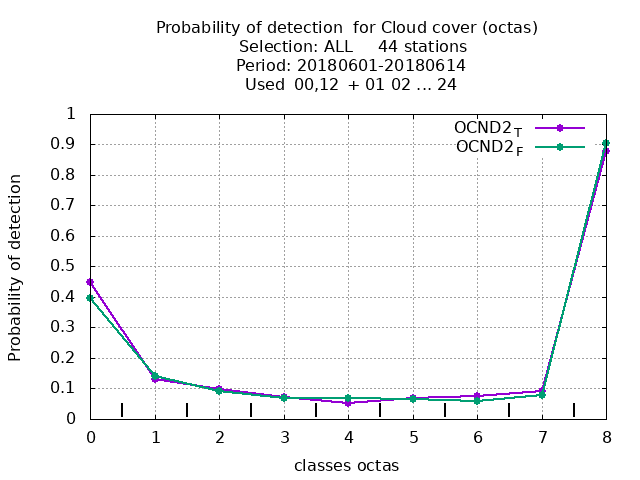 Probability of detection  for Cloud cover (octas)
Selection: ALL     44 stations
Period: 20180601-20180614
Used  00,12  + 01 02 ... 24
OCND2_T
OCND2_F
Probability of detection
1
0.9
0.8
0.7
0.6
0.5
0.4
0.3
0.2
0.1
0
0 1 2 3 4 5 6 7 8
classes octas